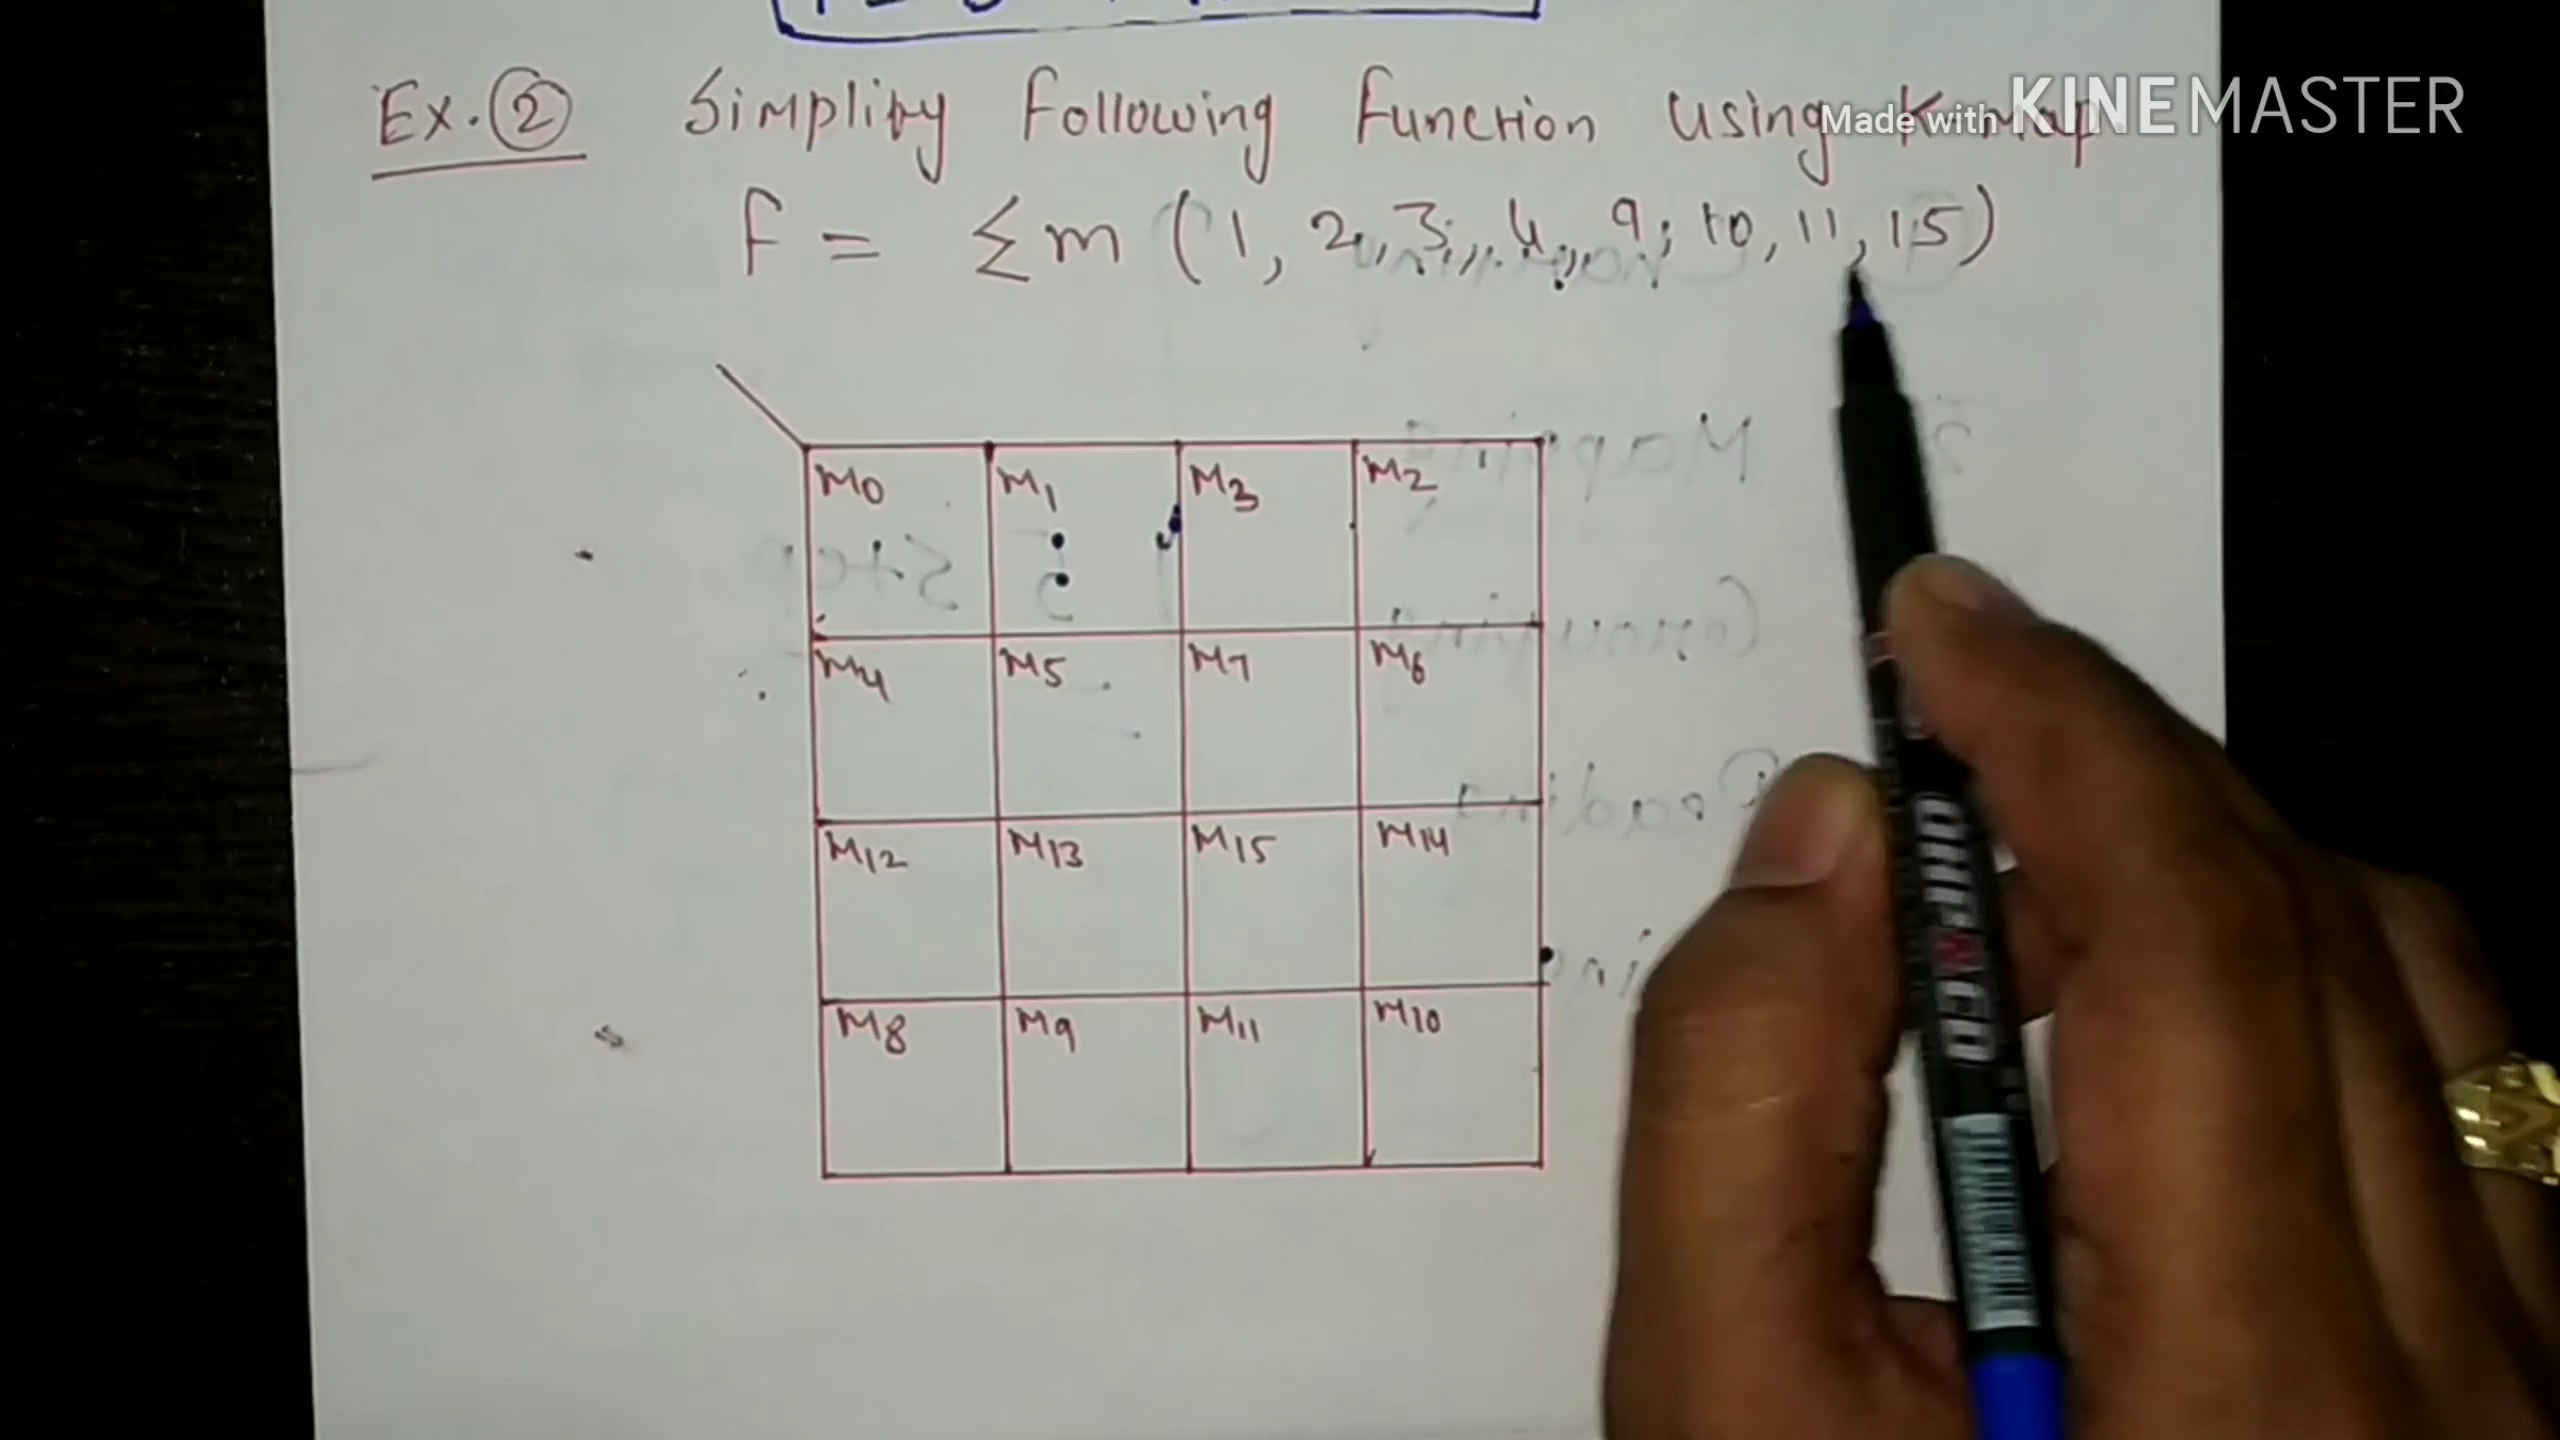 Ex. 2 Simplify Following Function Using K-map
Made with KINEMASTER
F = Σm (1, 2, 3, 4, 9, 10, 11, 15)
M0 M1 M3 M2
M4 M5 M7 M6
M12 M13 M15 M14
M8 M9 M11 M10